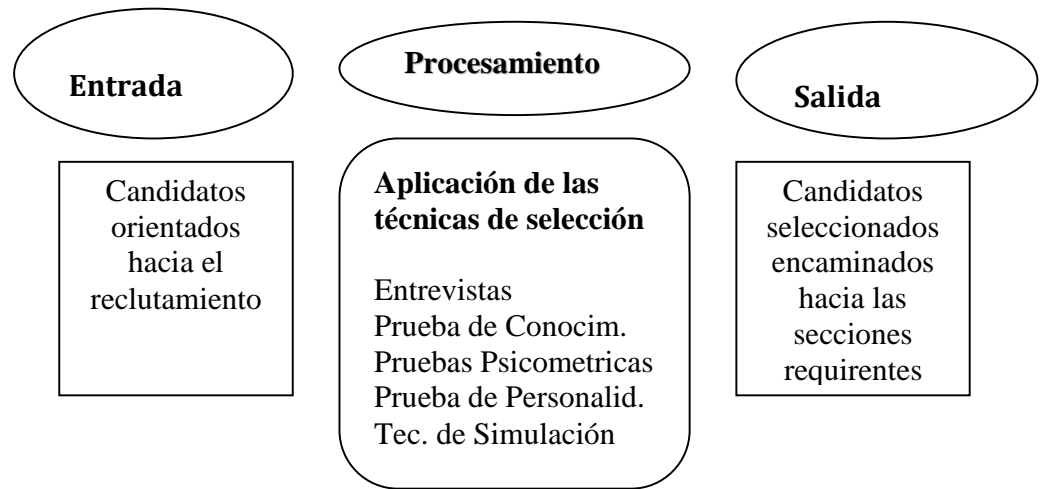 Entrada
Candidatos
orientados
hacia el
reclutamiento
Procesamiento
Aplicación de las
técnicas de selección
Entrevistas
Prueba de Conocim.
Pruebas Psicometricas
Prueba de Personalid.
Tec. de Simulación
Salida
Candidatos
seleccionados
encaminados
hacia las
secciones
requirentes